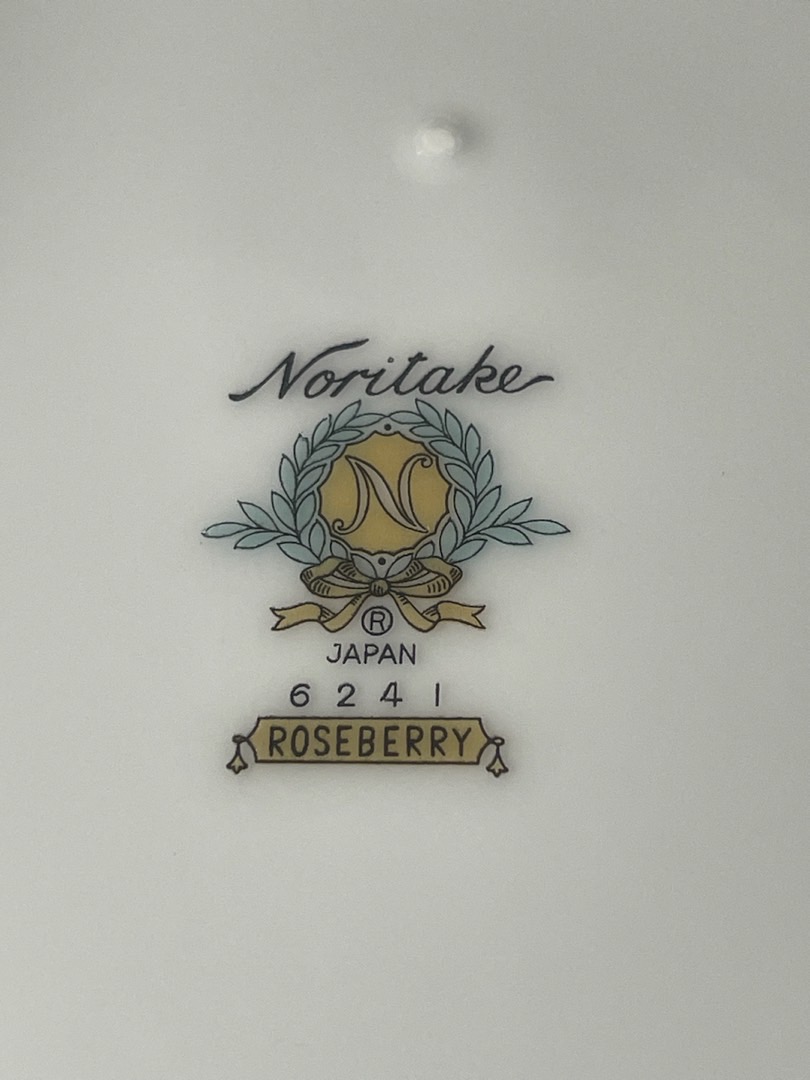 Noritake
N
®
JAPAN
6241
ROSEBERRY